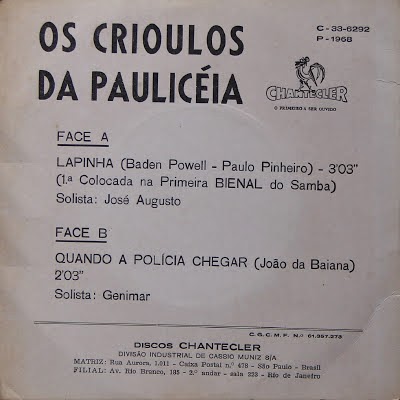 C-33-6292
P-1968
OS CRIOULOS
DA PAULICÉIA
CHANTECLER
O PRIMEIRO A SER OUVIDO
FACE A
LAPINHA (Baden Powell - Paulo Pinheiro) - 3'03"
(1.ª Colocada na Primeira BIENAL do Samba)
Solista: José Augusto
FACE B
QUANDO A POLÍCIA CHEGAR (João da Baiana)
2'03"
Solista: Genimar
C. G. C. M. F. N.º 61.557.273
DISCOS CHANTECLER
DIVISÃO INDUSTRIAL DE CASSIO MUNIZ S/A
MATRIZ: Rua Aurora, 1.011 - Caixa Postal n.º 478 - São Paulo - Brasil
FILIAL: Av. Rio Branco, 185 - 2.º andar - sala 223 - Rio de Janeiro